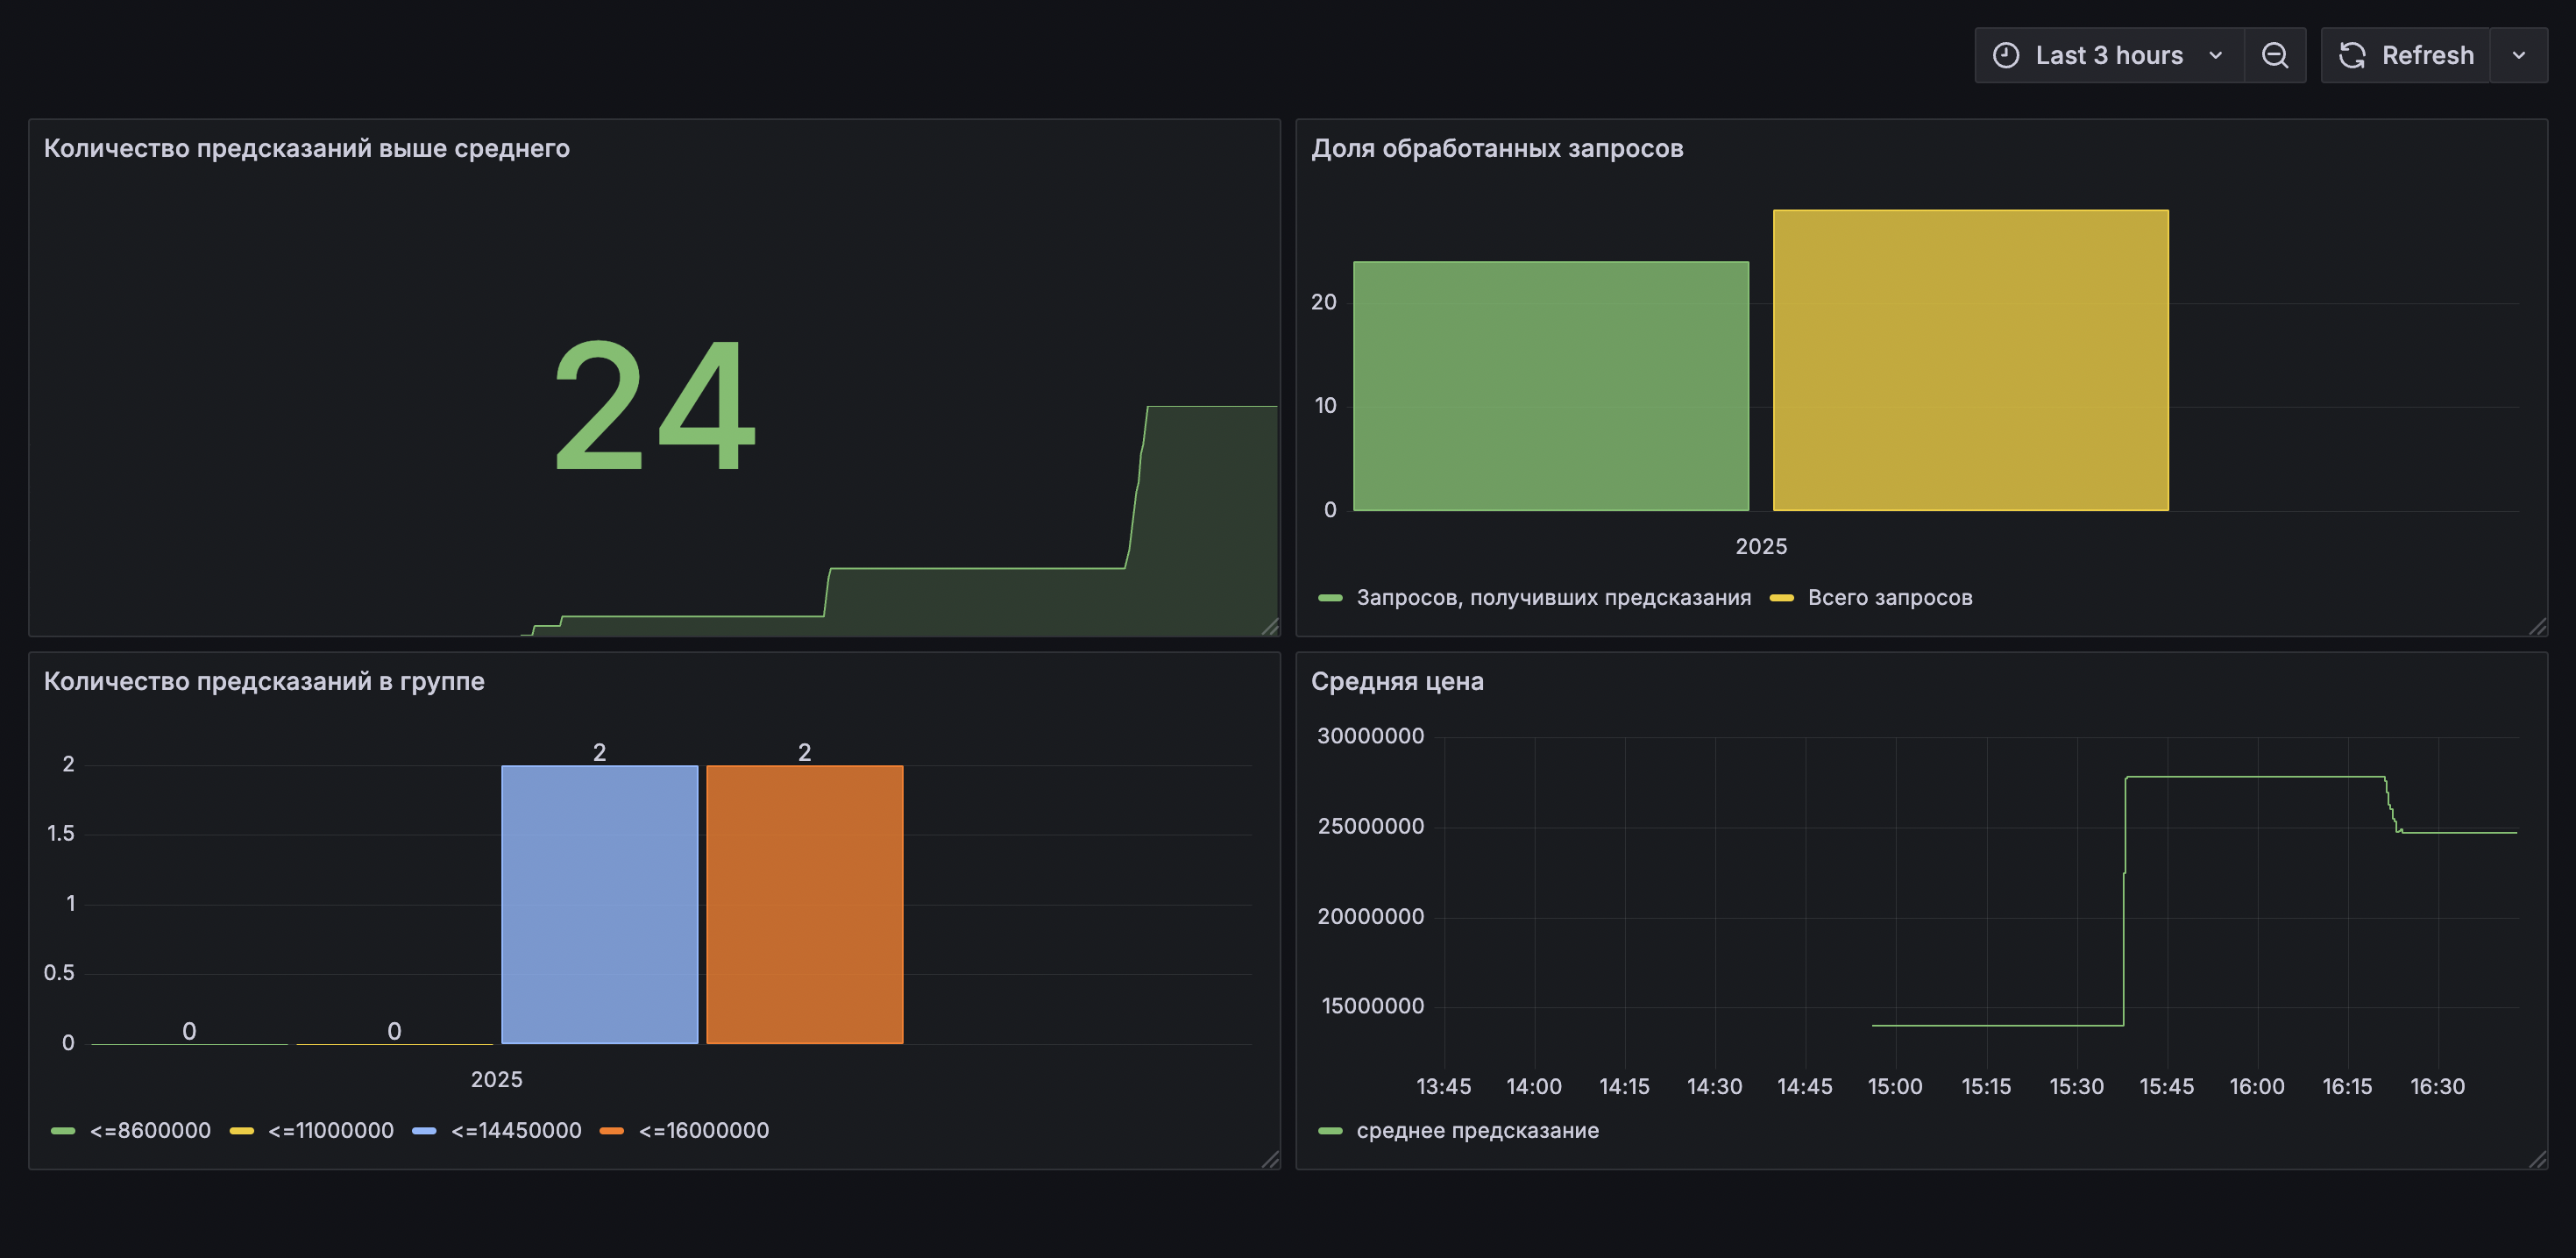 Last 3 hours
Refresh
Количество предсказаний выше среднего
24
Доля обработанных запросов
20
10
0
2025
Запросов, получивших предсказания Всего запросов
Количество предсказаний в группе
2 2
2
1.5
1
0.5
0 0
0
2025
<=8600000 <=11000000 <=14450000 <=16000000
Средняя цена
30000000
25000000
20000000
15000000
13:45 14:00 14:15 14:30 14:45 15:00 15:15 15:30 15:45 16:00 16:15 16:30
среднее предсказание